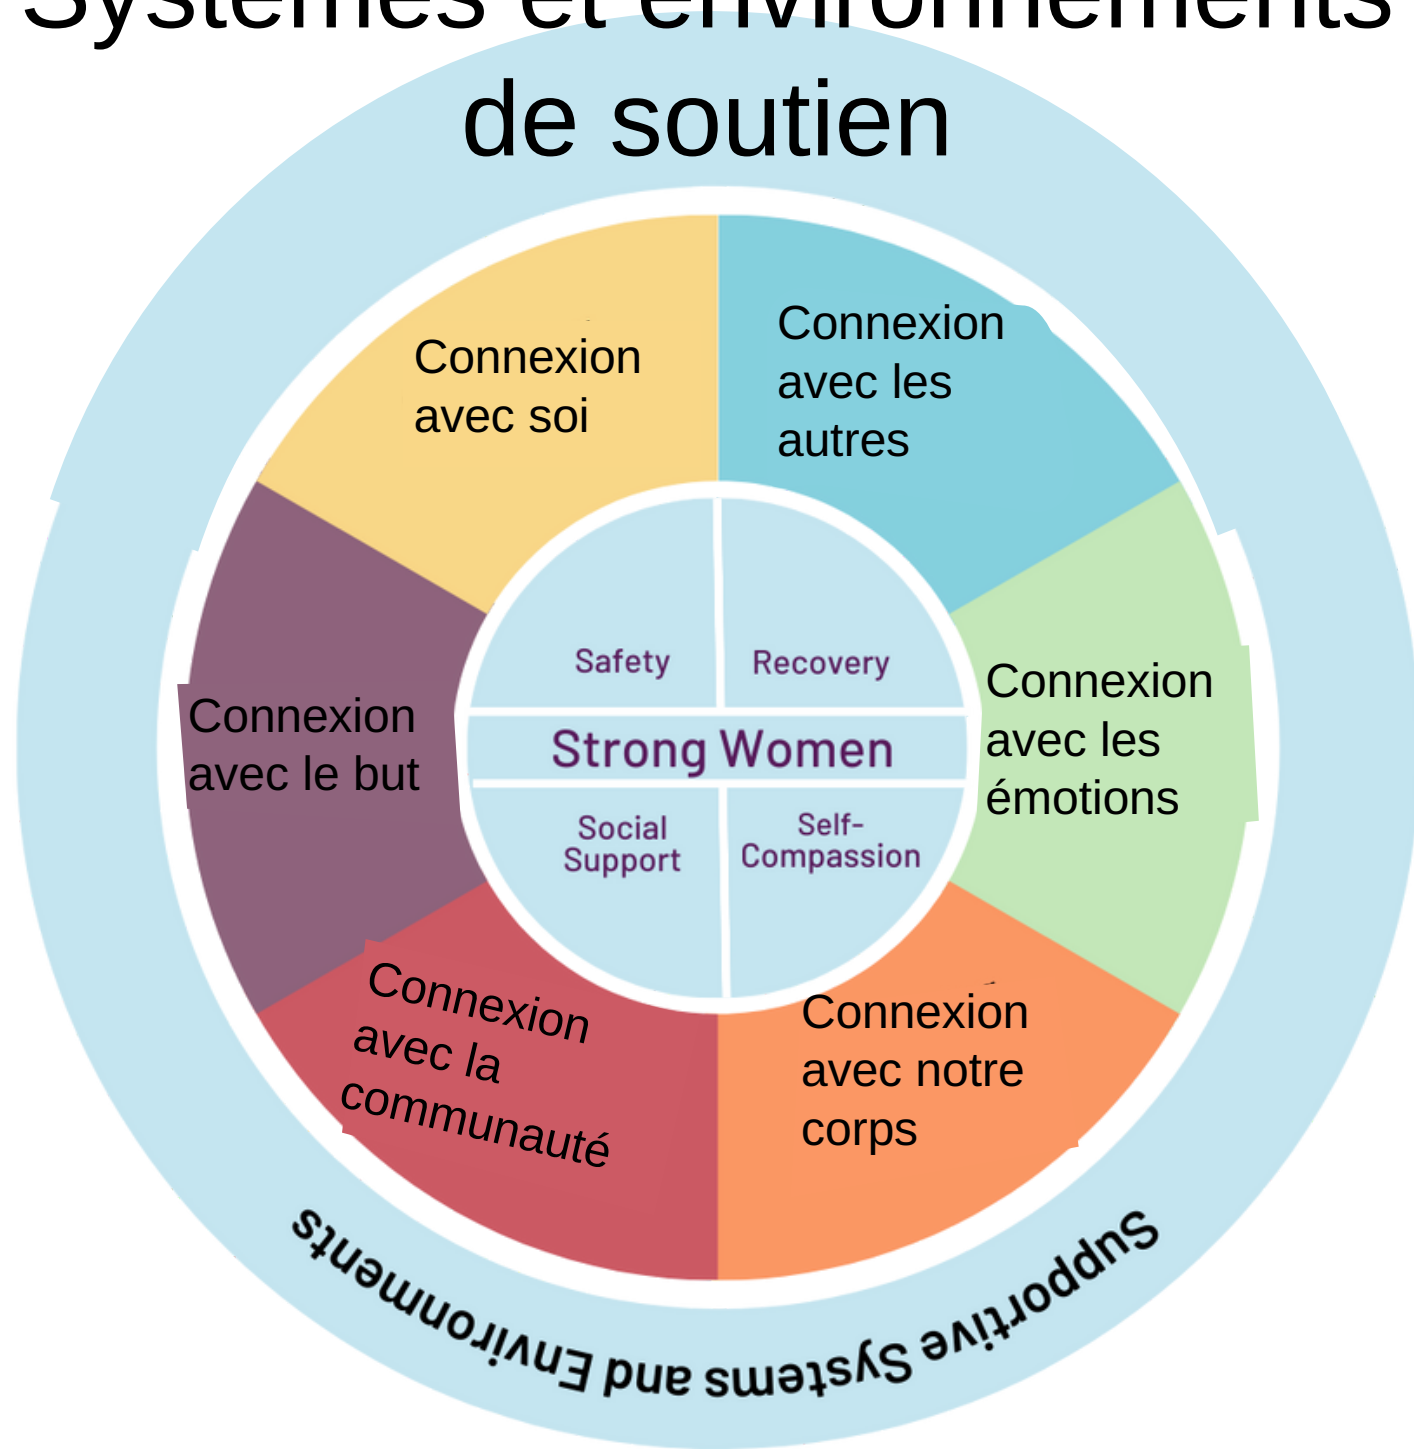 Systèmes et environnements
de soutien
Connexion
avec soi
Connexion
avec les
autres
Connexion
avec le but
Safety
Recovery
Strong Women
Social
Support
Self-
Compassion
Connexion
avec les
émotions
Connexion
avec la
communauté
Connexion
avec notre
corps
Supportive Systems and Environments